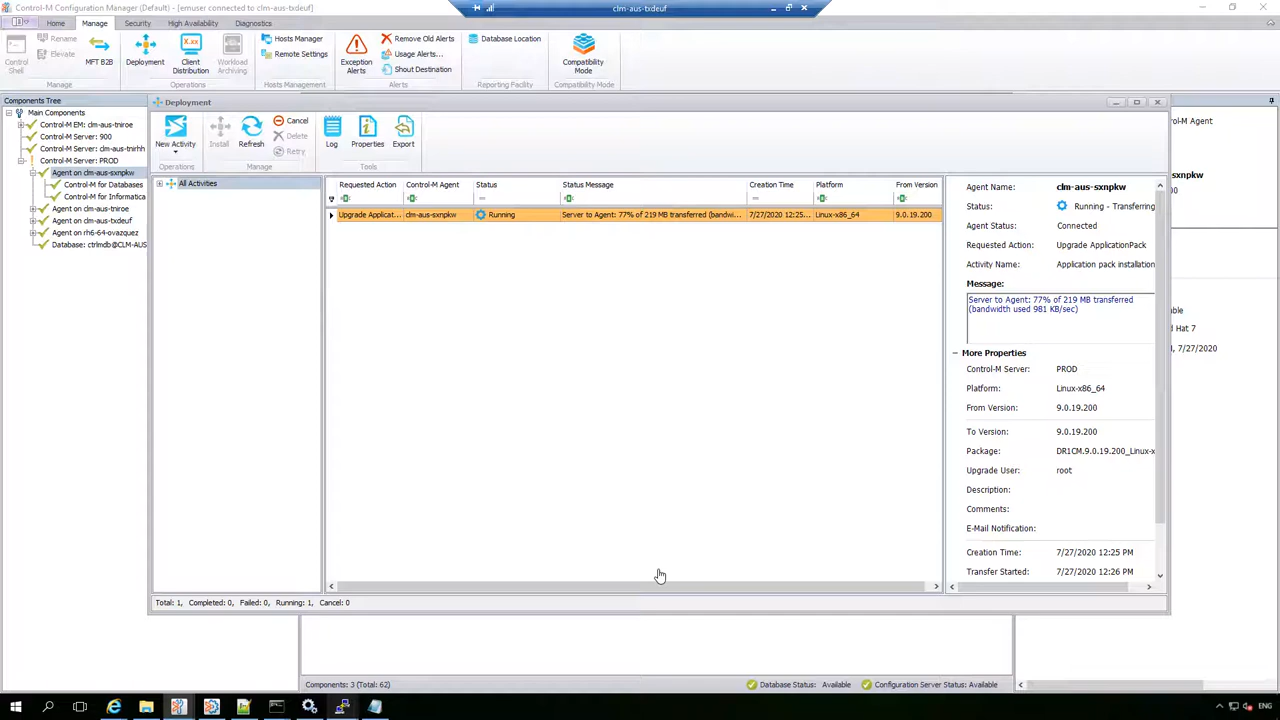 Control-M Configuration Manager (Default) - [emuser connected to clm-aus-txdeuf]
clm-aus-txdeuf
Home Manage Security High Availability Diagnostics
Control Shell
Rename
Elevate
MFT B2B
Manage
Deployment
Client Distribution
Workload Archiving
Operations
Hosts Manager
Remote Settings
Hosts Management
Exception Alerts
Remove Old Alerts
Usage Alerts...
Shout Destination
Alerts
Database Location
Reporting Facility
Compatibility Mode
Compatibility Mode
Components Tree
Main Components
Control-M EM: clm-aus-tniroe
Control-M Server: 900
Control-M Server: clm-aus-tnirhh
Control-M Server: PROD
Agent on clm-aus-sxnpkw
Control-M for Databases
Control-M for Informatica
Agent on clm-aus-tniroe
Agent on clm-aus-txdeuf
Agent on rh6-64-ovazquez
Database: ctrlmdb@CLM-AUS
Deployment
New Activity
Operations
Install
Refresh
Cancel
Delete
Retry
Manage
Log
Properties
Export
Tools
All Activities
Requested Action Control-M Agent Status Status Message Creation Time Platform From Version
Upgrade Applicat... clm-aus-sxnpkw Running Server to Agent: 77% of 219 MB transferred (bandwi... 7/27/2020 12:25... Linux-x86_64 9.0.19.200
Agent Name: clm-aus-sxnpkw
Status: Running - Transferring
Agent Status: Connected
Requested Action: Upgrade ApplicationPack
Activity Name: Application pack installation
Message:
Server to Agent: 77% of 219 MB transferred
(bandwidth used 981 KB/sec)
More Properties
Control-M Server: PROD
Platform: Linux-x86_64
From Version: 9.0.19.200
To Version: 9.0.19.200
Package: DR1CM.9.0.19.200_Linux-x
Upgrade User: root
Description:
Comments:
E-Mail Notification:
Creation Time: 7/27/2020 12:25 PM
Transfer Started: 7/27/2020 12:26 PM
Total: 1, Completed: 0, Failed: 0, Running: 1, Cancel: 0
M Agent
00
able
d Hat 7
, 7/27/2020
Components: 3 (Total: 62)
Database Status: Available
Configuration Server Status: Available
ENG